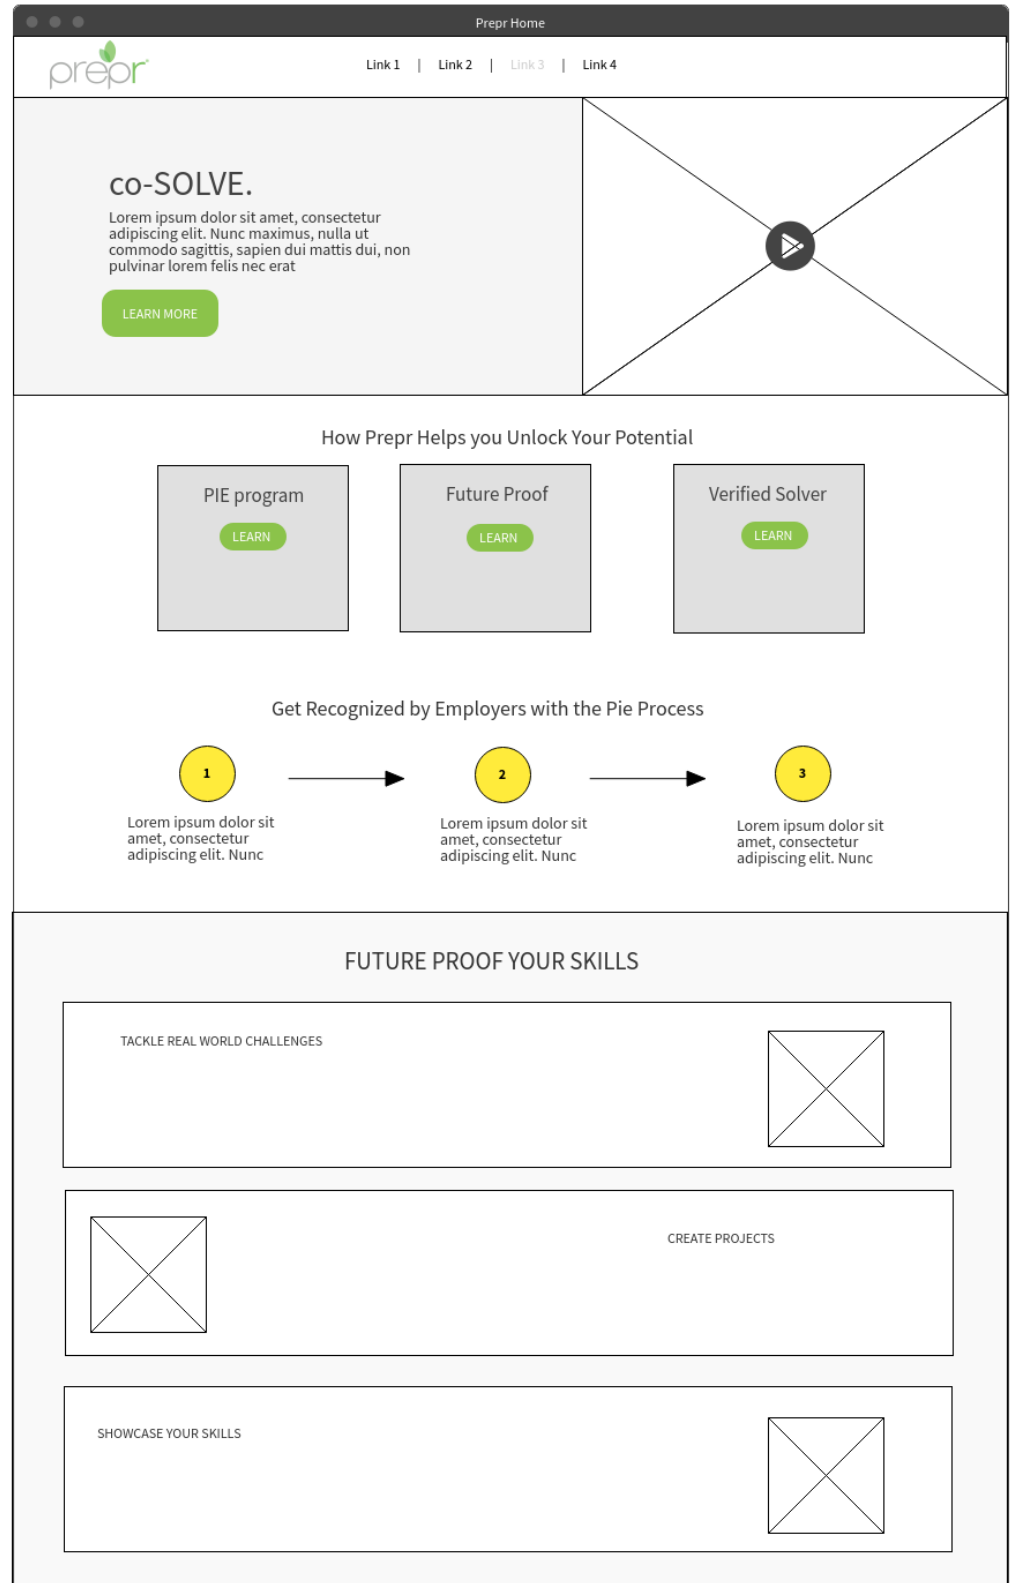 Prepr Home
prepr
Link 1 | Link 2 | Link 3 | Link 4
co-SOLVE.
Lorem ipsum dolor sit amet, consectetur
adipiscing elit. Nunc maximus, nulla ut
commodo sagittis, sapien dui mattis dui, non
pulvinar lorem felis nec erat
LEARN MORE
How Prepr Helps you Unlock Your Potential
PIE program
LEARN
Future Proof
LEARN
Verified Solver
LEARN
Get Recognized by Employers with the Pie Process
1
Lorem ipsum dolor sit
amet, consectetur
adipiscing elit. Nunc
2
Lorem ipsum dolor sit
amet, consectetur
adipiscing elit. Nunc
3
Lorem ipsum dolor sit
amet, consectetur
adipiscing elit. Nunc
FUTURE PROOF YOUR SKILLS
TACKLE REAL WORLD CHALLENGES
CREATE PROJECTS
SHOWCASE YOUR SKILLS